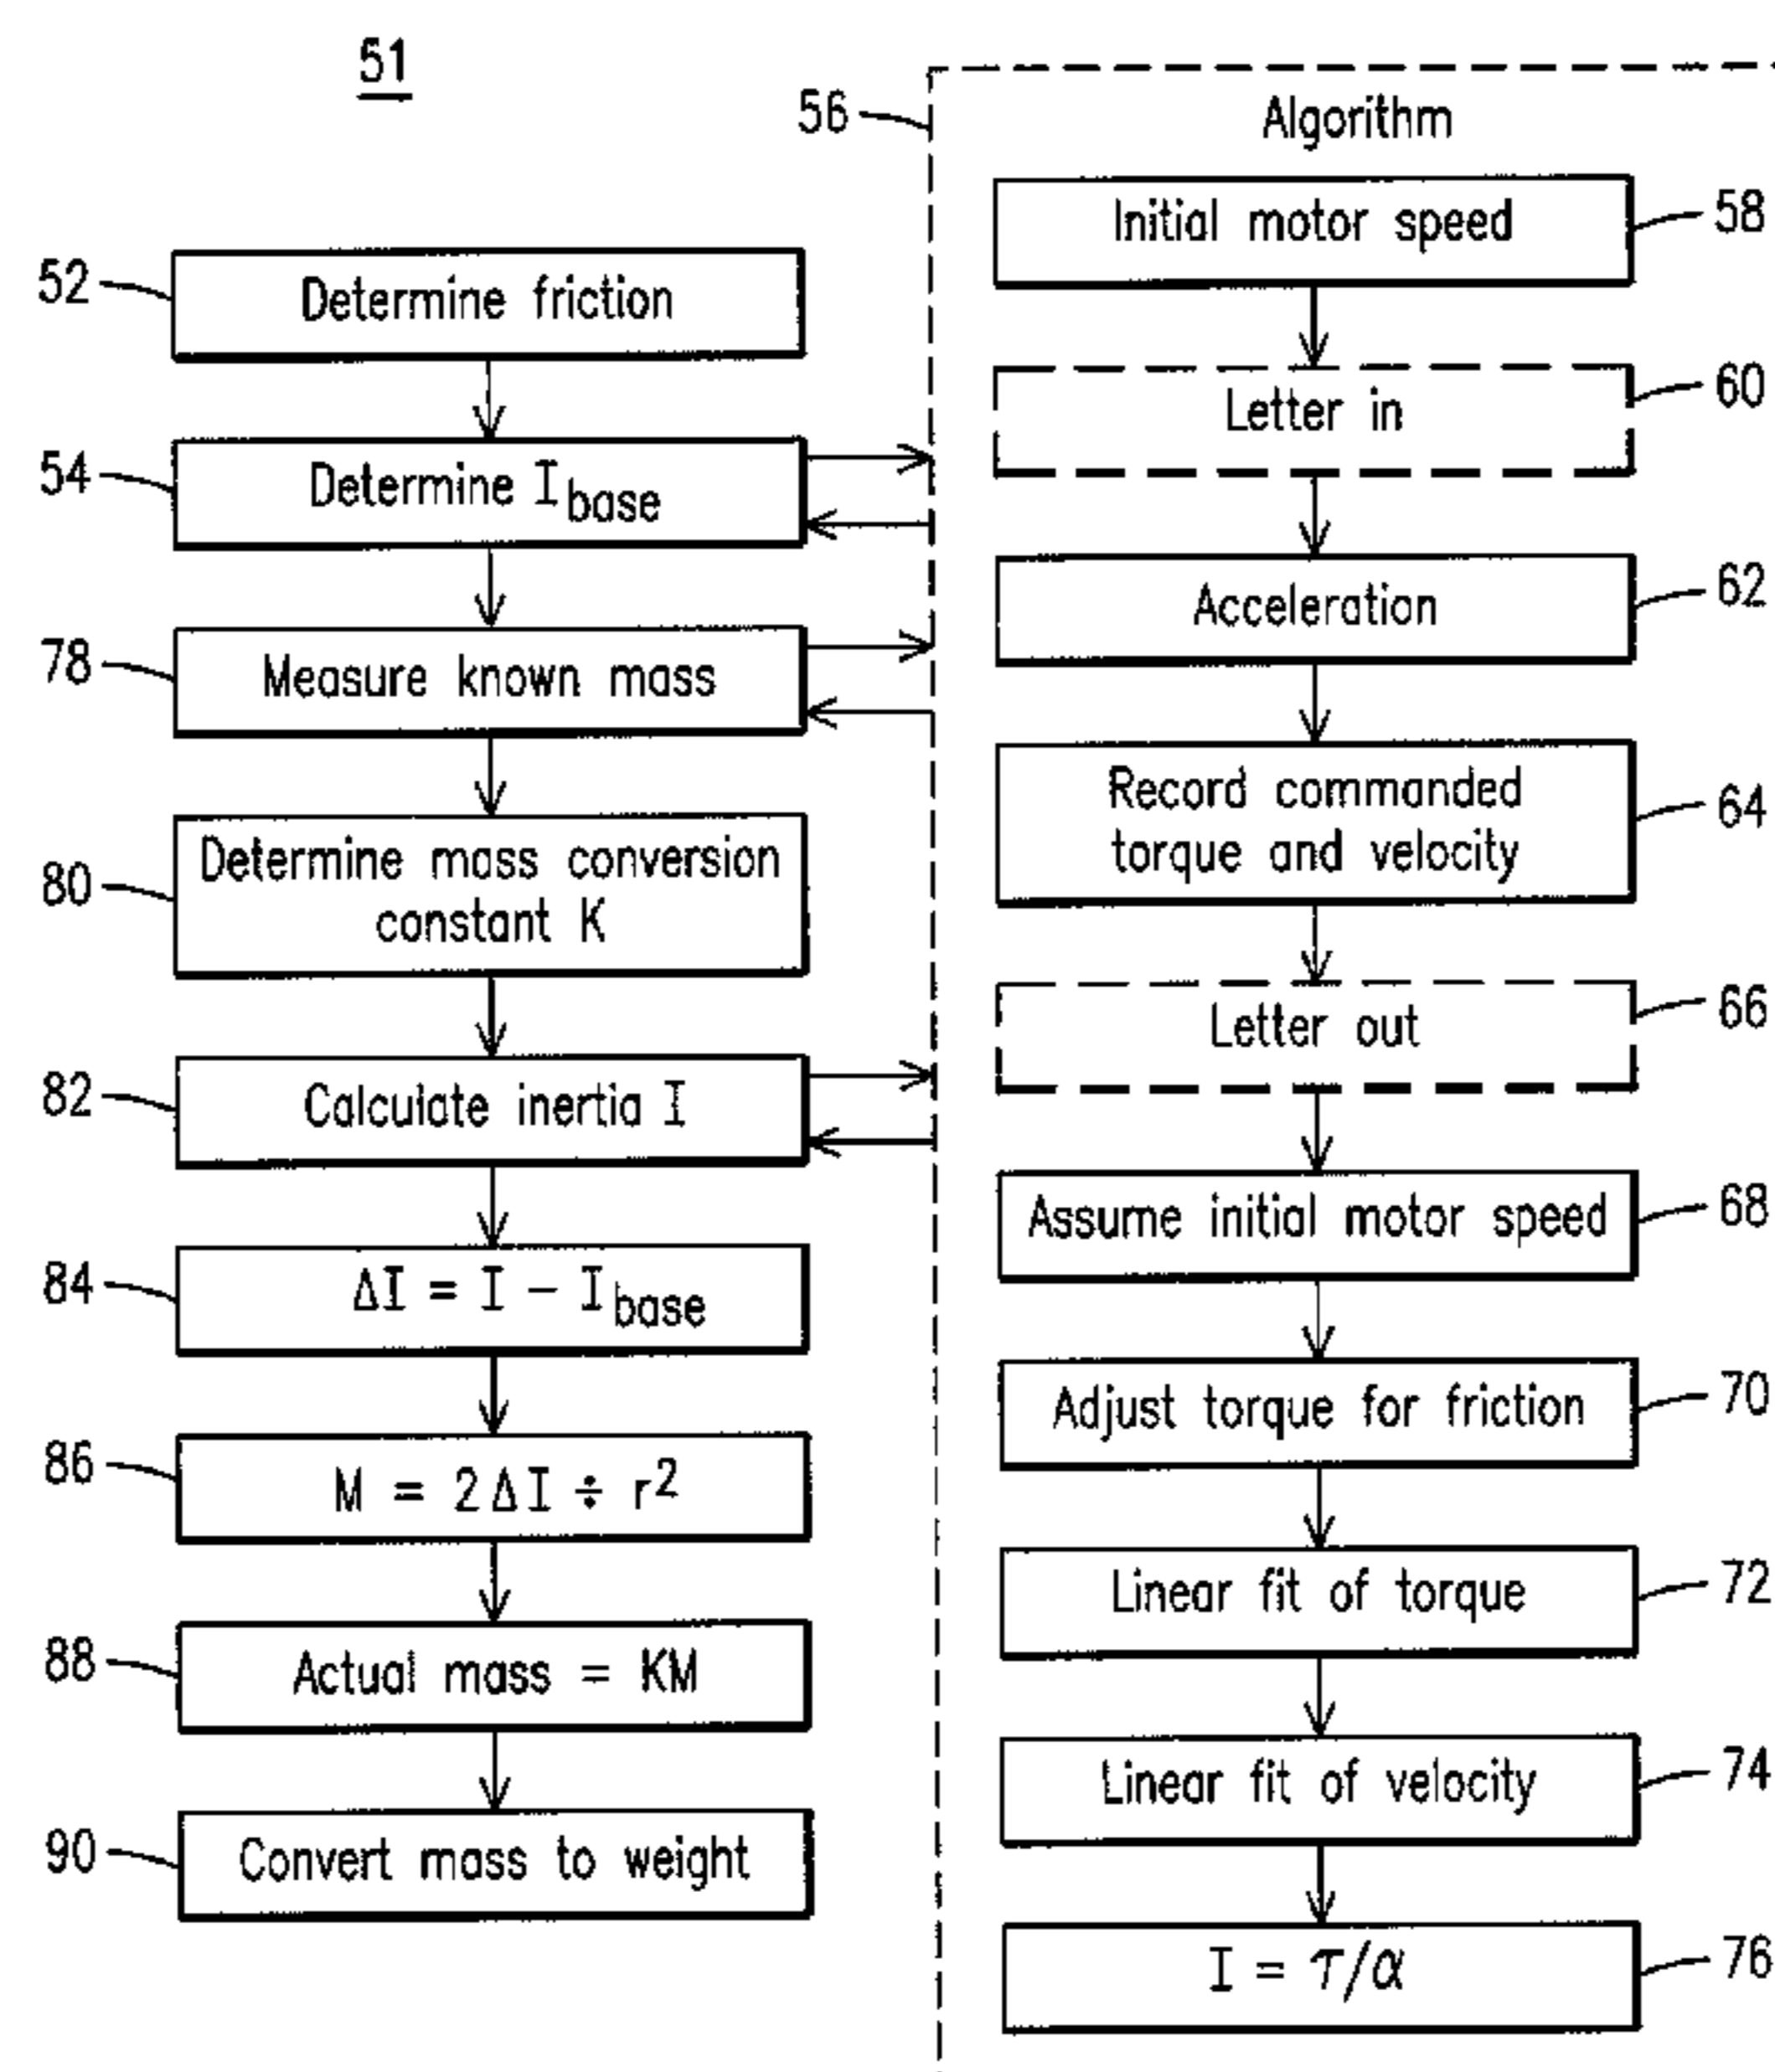 51
52
Determine friction
54
Determine I base
78
Measure known mass
80
Determine mass conversion
constant K
82
Calculate inertia I
84
ΔI = I − I base
86
M = 2ΔI ÷ r²
88
Actual mass = KM
90
Convert mass to weight
56
Algorithm
Initial motor speed
58
Letter in
60
Acceleration
62
Record commanded
torque and velocity
64
Letter out
66
Assume initial motor speed
68
Adjust torque for friction
70
Linear fit of torque
72
Linear fit of velocity
74
I = τ/α
76